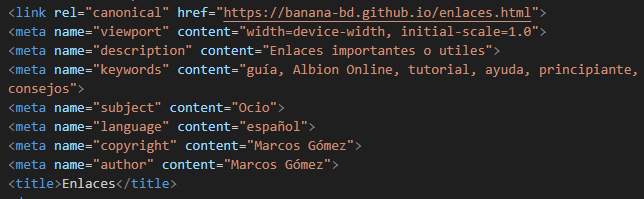 <link rel="canonical" href="https://banana-bd.github.io/enlaces.html">
<meta name="viewport" content="width=device-width, initial-scale=1.0">
<meta name="description" content="Enlaces importantes o utiles">
<meta name="keywords" content="guía, Albion Online, tutorial, ayuda, principiante,
consejos">
<meta name="subject" content="Ocio">
<meta name="language" content="español">
<meta name="copyright" content="Marcos Gómez">
<meta name="author" content="Marcos Gómez">
<title>Enlaces</title>